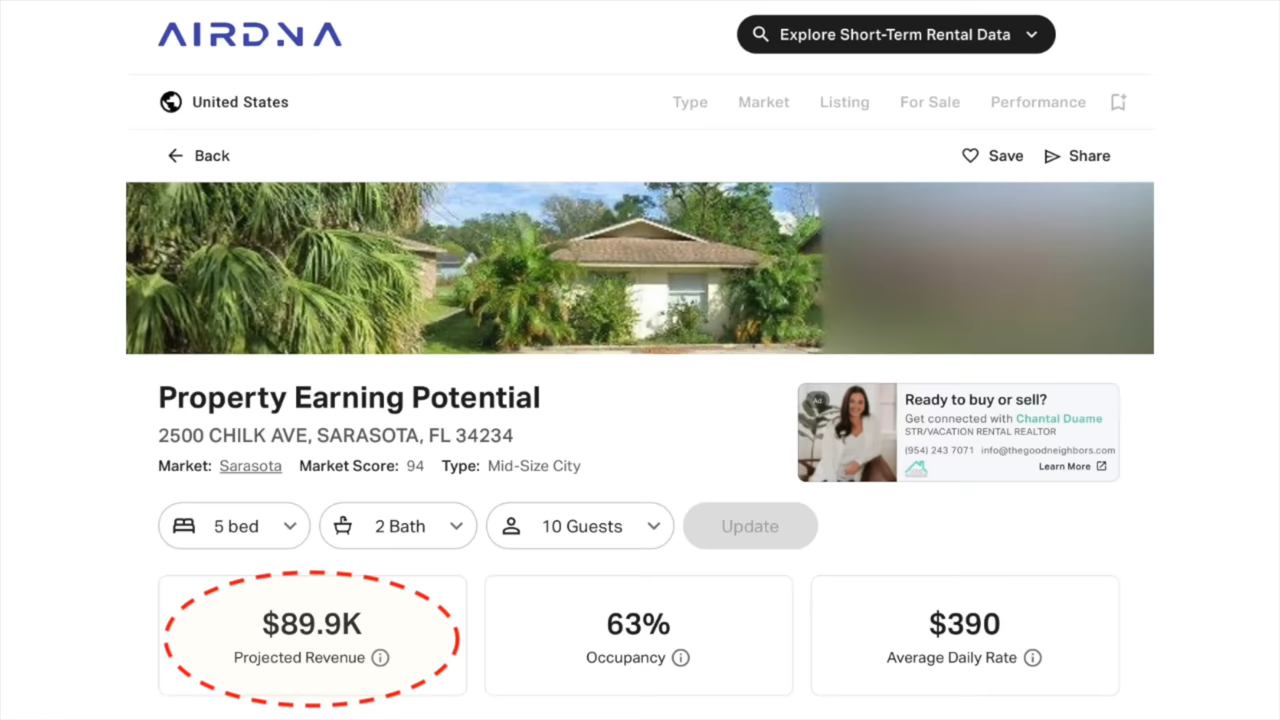 AIRDNA
Explore Short-Term Rental Data
United States
Type Market Listing For Sale Performance
Back
Save Share
Property Earning Potential
2500 CHILK AVE, SARASOTA, FL 34234
Market: Sarasota Market Score: 94 Type: Mid-Size City
Ad
Ready to buy or sell?
Get connected with Chantal Duame
STR/VACATION RENTAL REALTOR
(954) 243 7071 info@thegoodneighbors.com
Learn More
5 bed 2 Bath 10 Guests Update
$89.9K 63% $390
Projected Revenue Occupancy Average Daily Rate